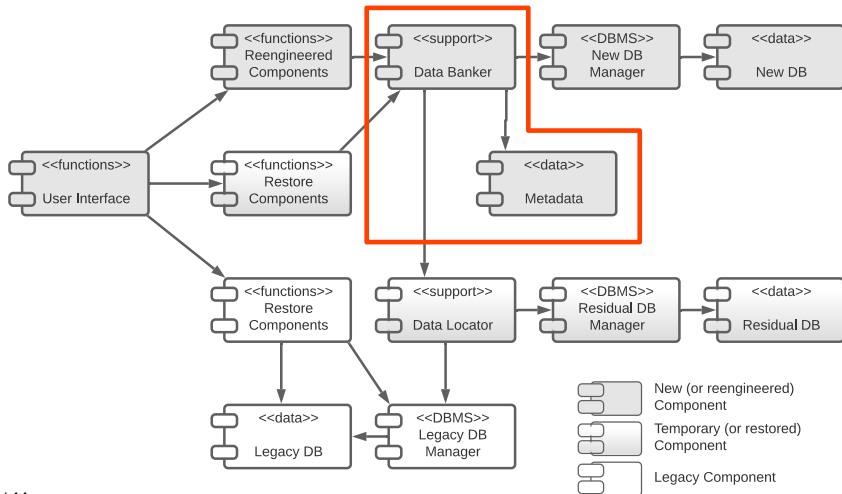 <<functions>>
Reengineered
Components
<<support>>
Data Banker
<<DBMS>>
New DB
Manager
<<data>>
New DB
<<functions>>
User Interface
<<functions>>
Restore
Components
<<data>>
Metadata
<<functions>>
Restore
Components
<<support>>
Data Locator
<<DBMS>>
Residual DB
Manager
<<data>>
Residual DB
<<data>>
Legacy DB
<<DBMS>>
Legacy DB
Manager
New (or reengineered)
Component
Temporary (or restored)
Component
Legacy Component